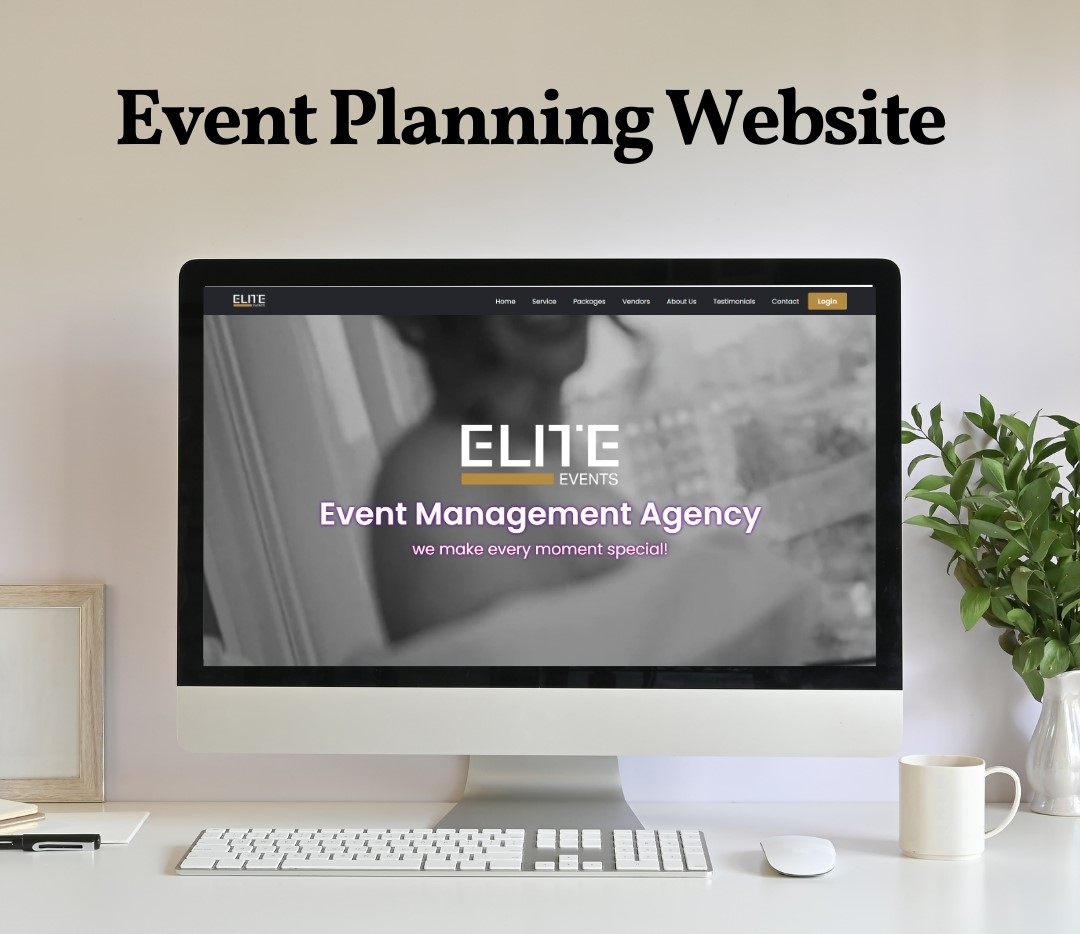 Event Planning Website
ELITE
EVENTS
Home Service Packages Vendors About Us Testimonials Contact Login
ELITE
EVENTS
Event Management Agency
we make every moment special!